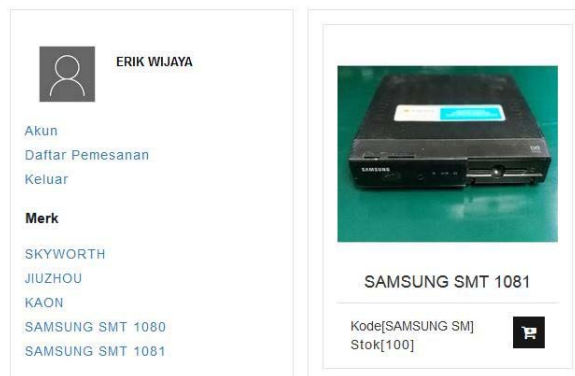 ERIK WIJAYA
Akun
Daftar Pemesanan
Keluar
Merk
SKYWORTH
JIUZHOU
KAON
SAMSUNG SMT 1080
SAMSUNG SMT 1081
SAMSUNG
SAMSUNG SMT 1081
Kode[SAMSUNG SM]
Stok[100]